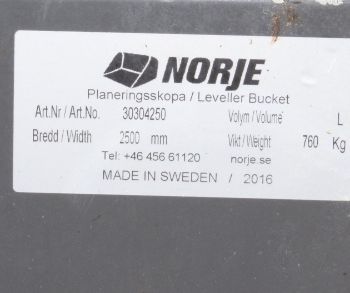 NORJE
Planeringsskopa / Leveller Bucket
Art.Nr / Art.No. 30304250 Volym / Volume L
Bredd / Width 2500 mm Vikt / Weight 760 Kg
Tel: +46 456 61120 norje.se
MADE IN SWEDEN / 2016